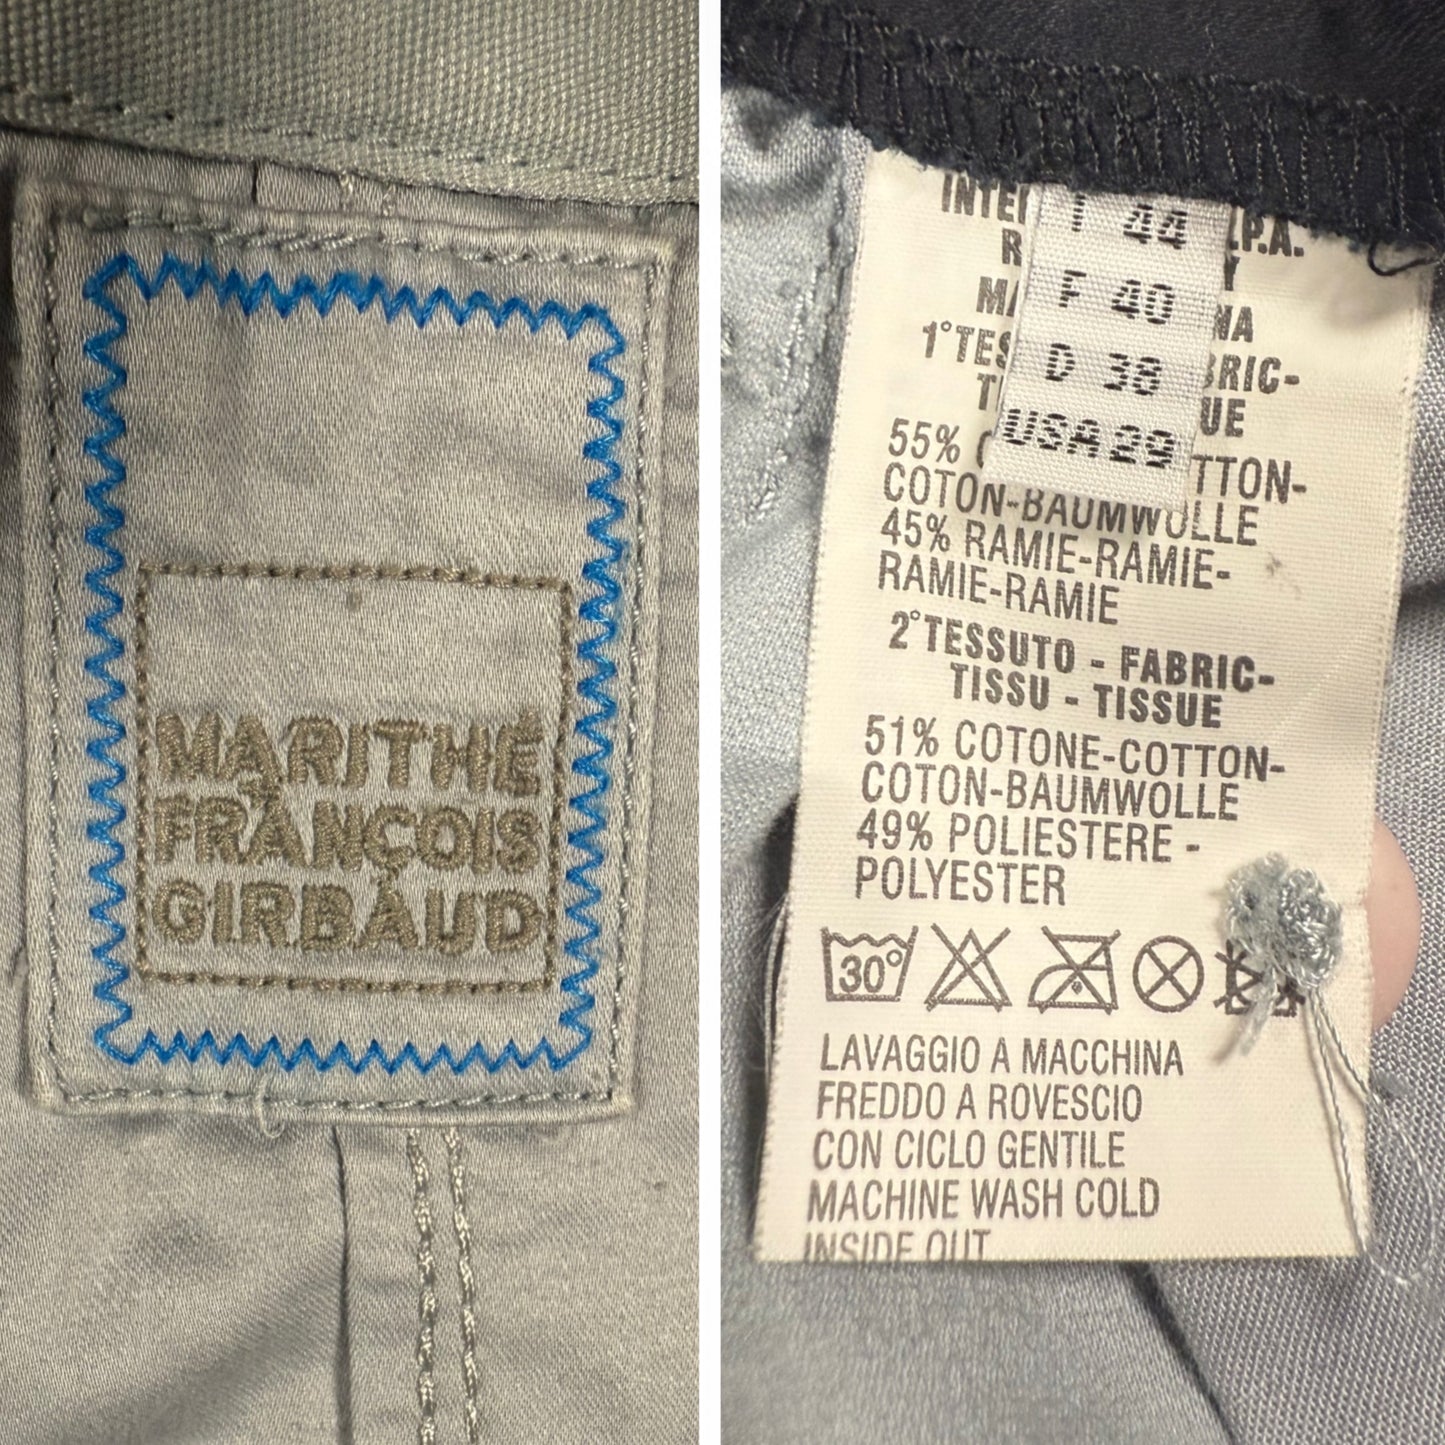 MARITHÉ
FRANÇOIS
GIRBAUD
I 44
F 40
D 38
USA 29
55%
COTON-BAUMWOLLE
45% RAMIE-RAMIE-
RAMIE-RAMIE
2° TESSUTO - FABRIC-
TISSU - TISSUE
51% COTONE-COTTON-
COTON-BAUMWOLLE
49% POLIESTERE -
POLYESTER
30°
LAVAGGIO A MACCHINA
FREDDO A ROVESCIO
CON CICLO GENTILE
MACHINE WASH COLD
INSIDE OUT